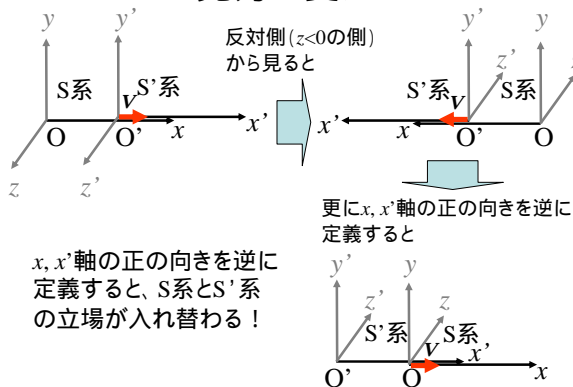 y
y'
反対側(z<0の側)
から見ると
y'
y
z'
z
S系
V
S'系
S'系
V
S系
O
O'
x
x'
x'
x
O'
O
z
z'
更にx, x'軸の正の向きを逆に
定義すると
x, x'軸の正の向きを逆に
定義すると、S系とS'系
の立場が入れ替わる!
y'
y
z'
z
S'系
V
S系
x'
O'
O
x